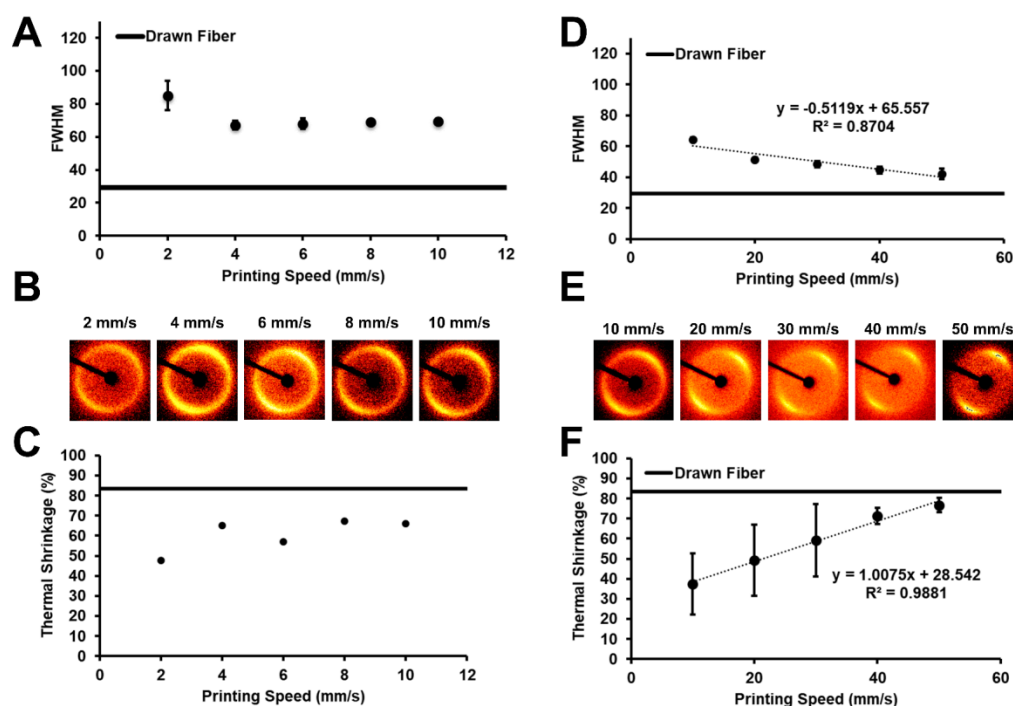 A
120
100
80
60
40
20
0
FWHM
Drawn Fiber
0 2 4 6 8 10 12
Printing Speed (mm/s)
B
2 mm/s 4 mm/s 6 mm/s 8 mm/s 10 mm/s
C
100
90
80
70
60
50
40
30
20
10
0
Thermal Shrinkage (%)
0 2 4 6 8 10 12
Printing Speed (mm/s)
D
120
100
80
60
40
20
0
FWHM
Drawn Fiber
y = -0.5119x + 65.557
R² = 0.8704
0 20 40 60
Printing Speed (mm/s)
E
10 mm/s 20 mm/s 30 mm/s 40 mm/s 50 mm/s
F
100
90
80
70
60
50
40
30
20
10
0
Thermal Shirnkage (%)
Drawn Fiber
y = 1.0075x + 28.542
R² = 0.9881
0 20 40 60
Printing Speed (mm/s)